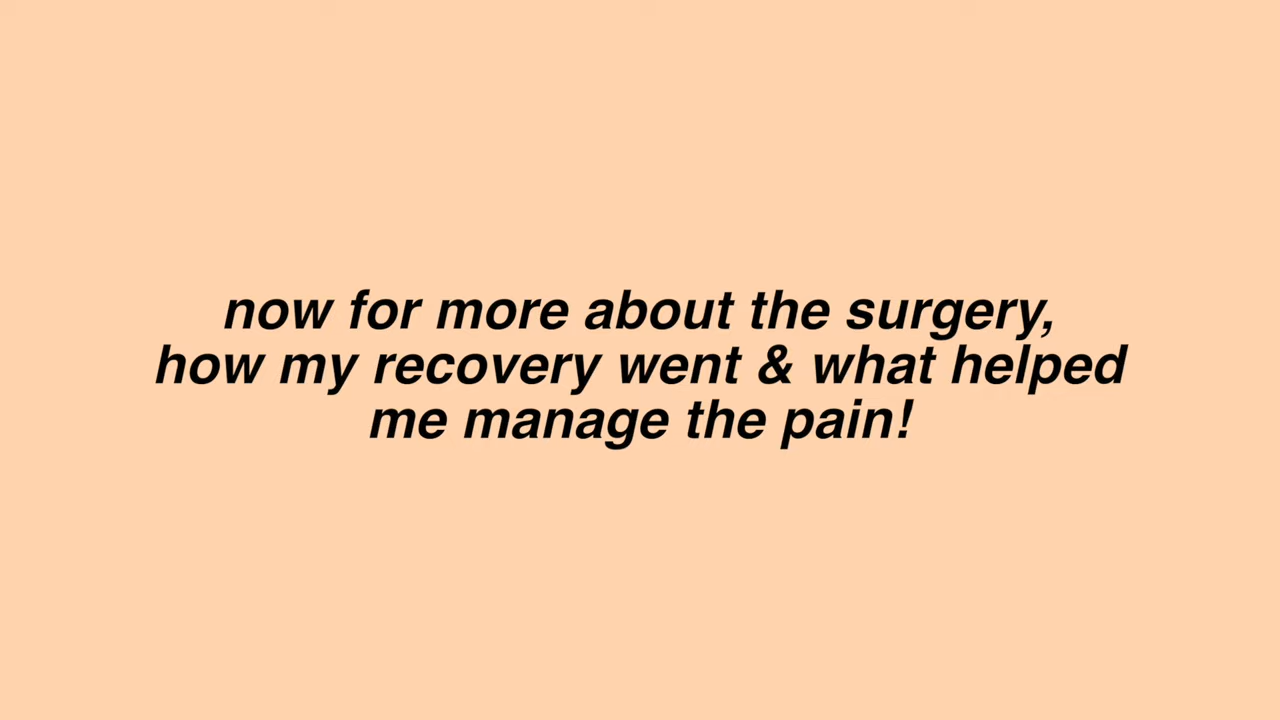 now for more about the surgery,
how my recovery went & what helped
me manage the pain!